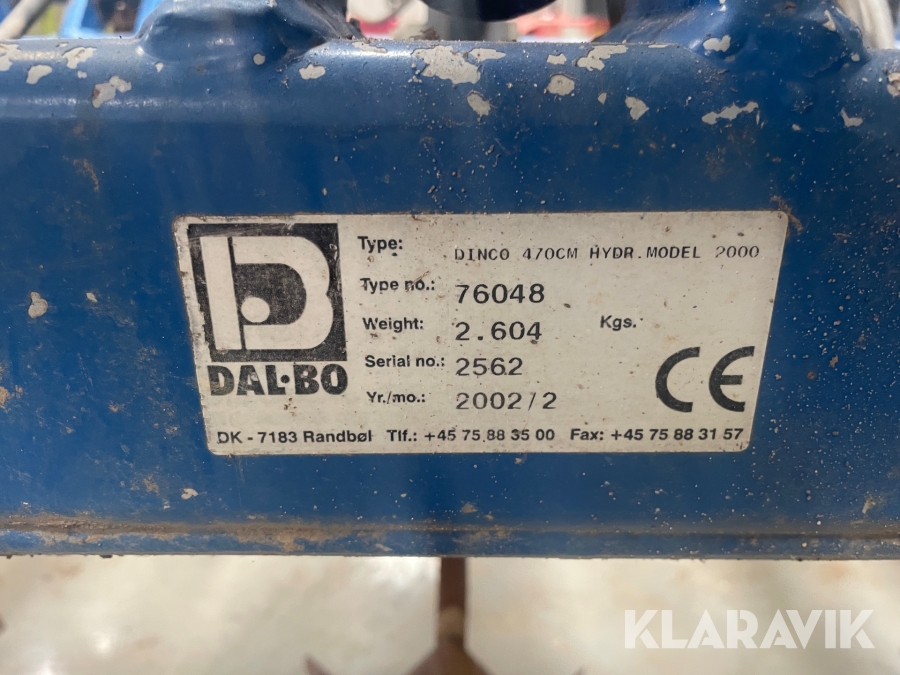 Type: DINCO 470CM HYDR.MODEL 2000
Type no.: 76048
Weight: 2.604 Kgs.
Serial no.: 2562
Yr./mo.: 2002/2
DAL·BO
CE
DK - 7183 Randbøl Tlf.: +45 75 88 35 00 Fax: +45 75 88 31 57
KLARAVIK